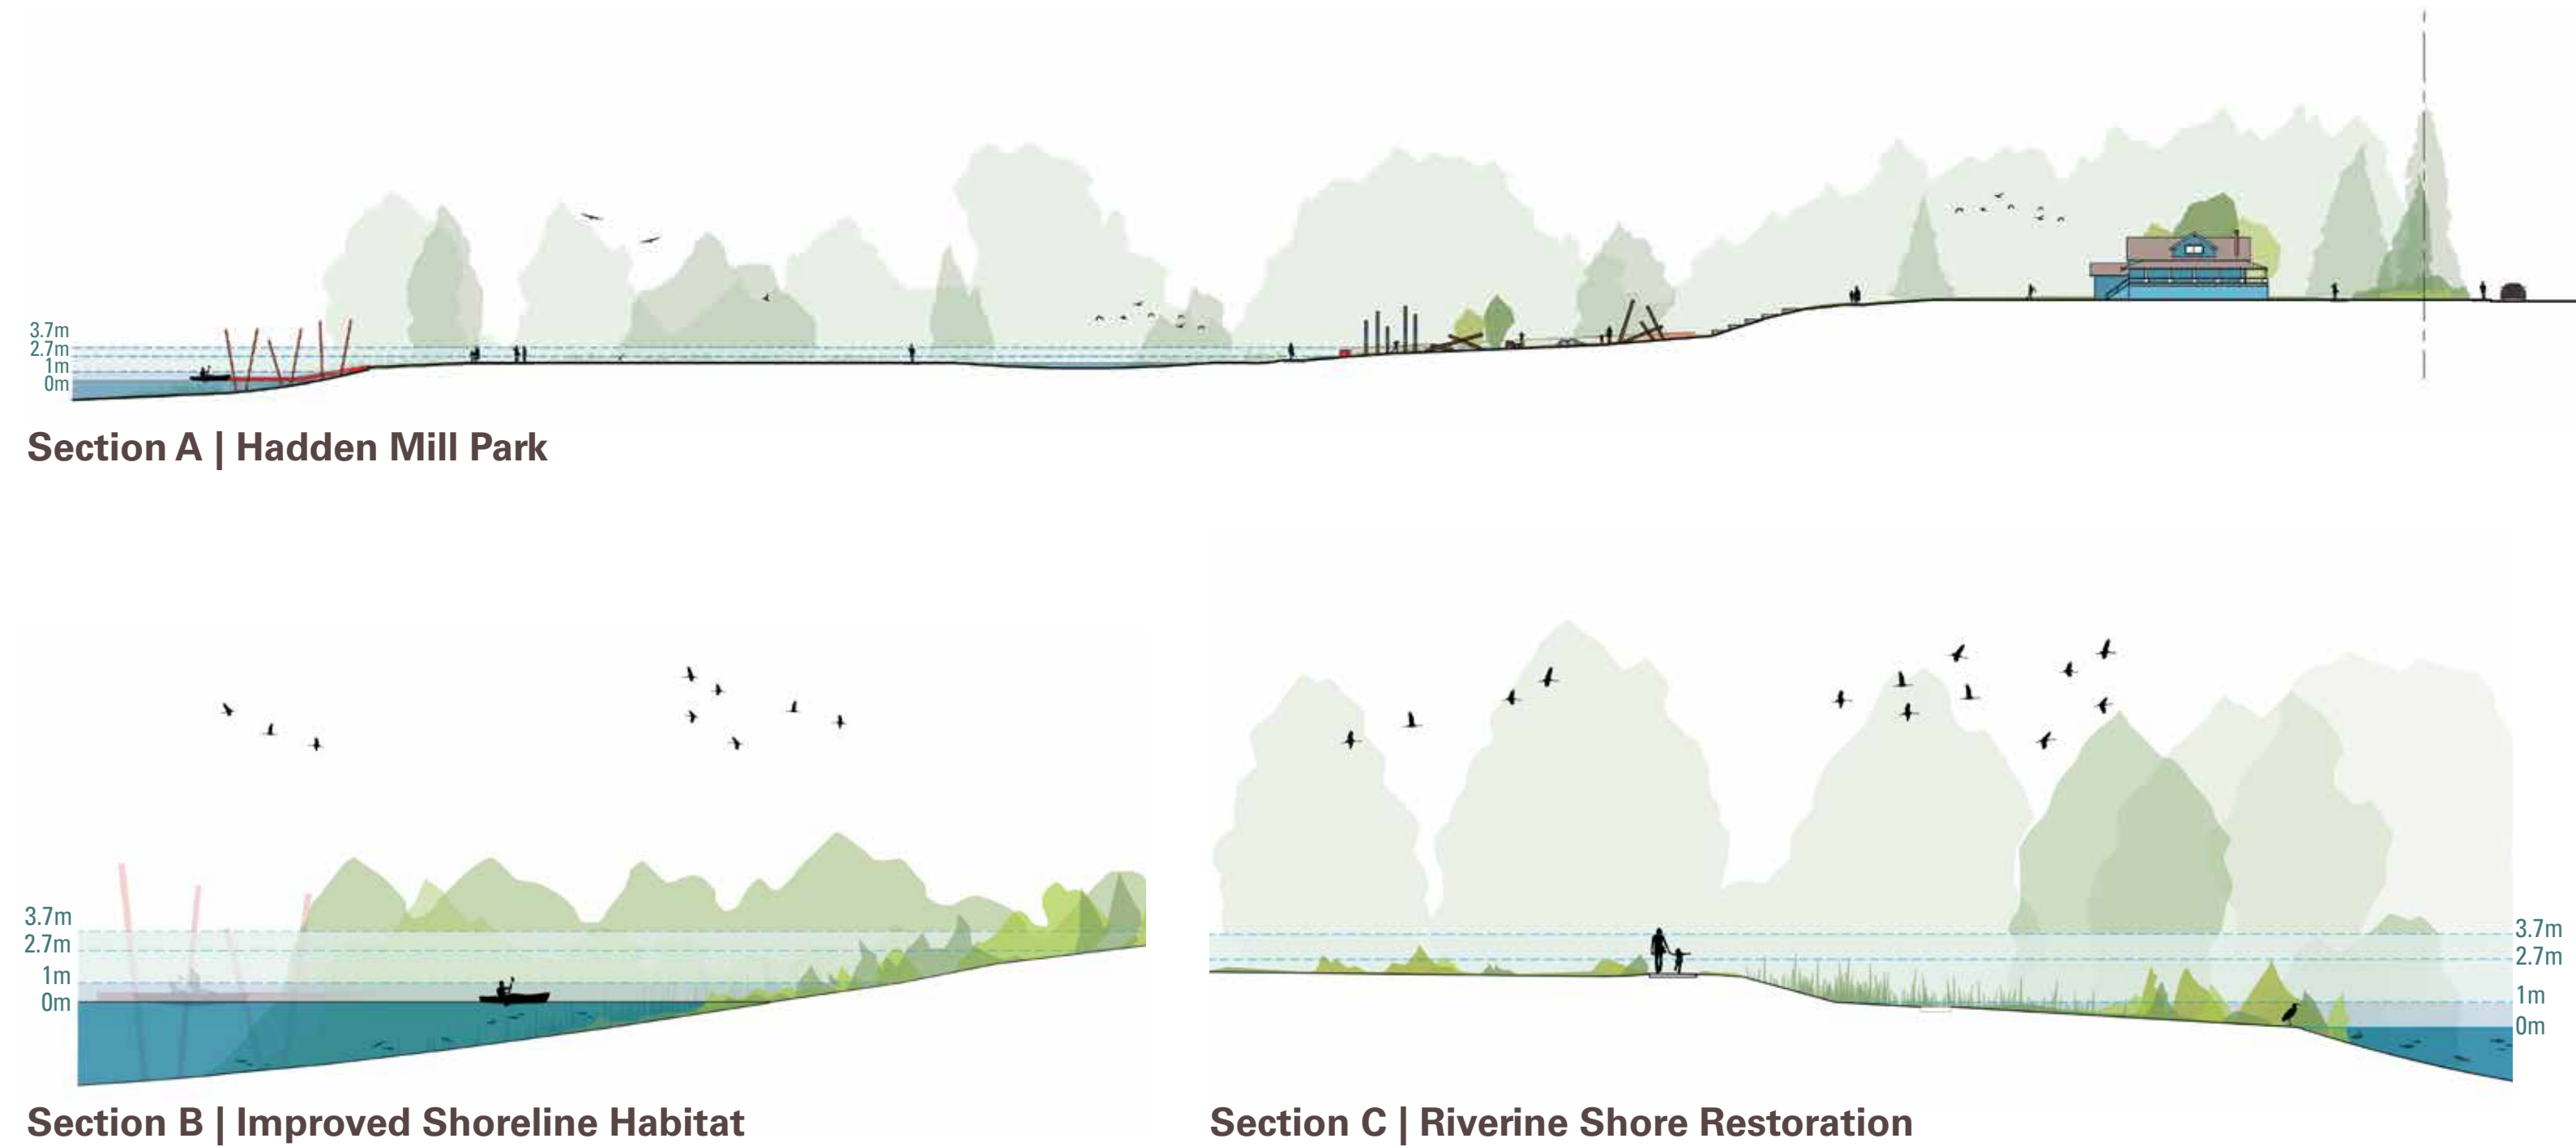 3.7m
2.7m
1m
0m
Section A | Hadden Mill Park
3.7m
2.7m
1m
0m
Section B | Improved Shoreline Habitat
3.7m
2.7m
1m
0m
Section C | Riverine Shore Restoration